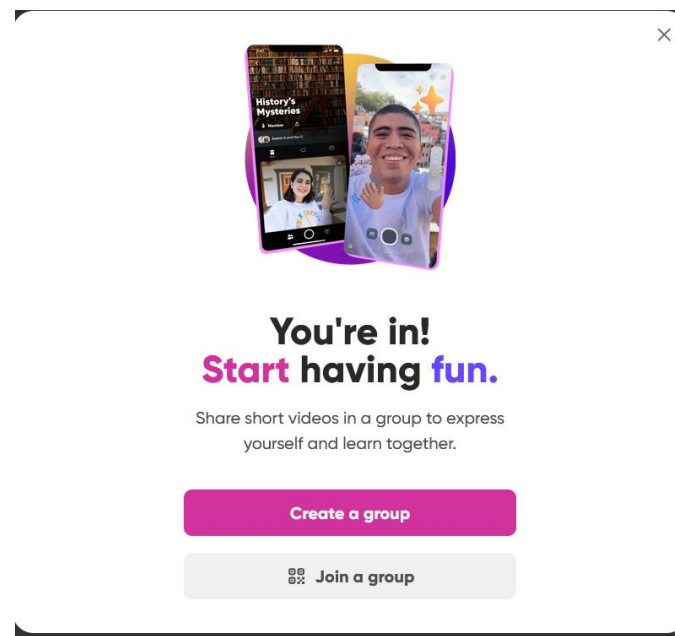 History's
Mysteries
Member
You're in!
Start having fun.
Share short videos in a group to express
yourself and learn together.
Create a group
Join a group